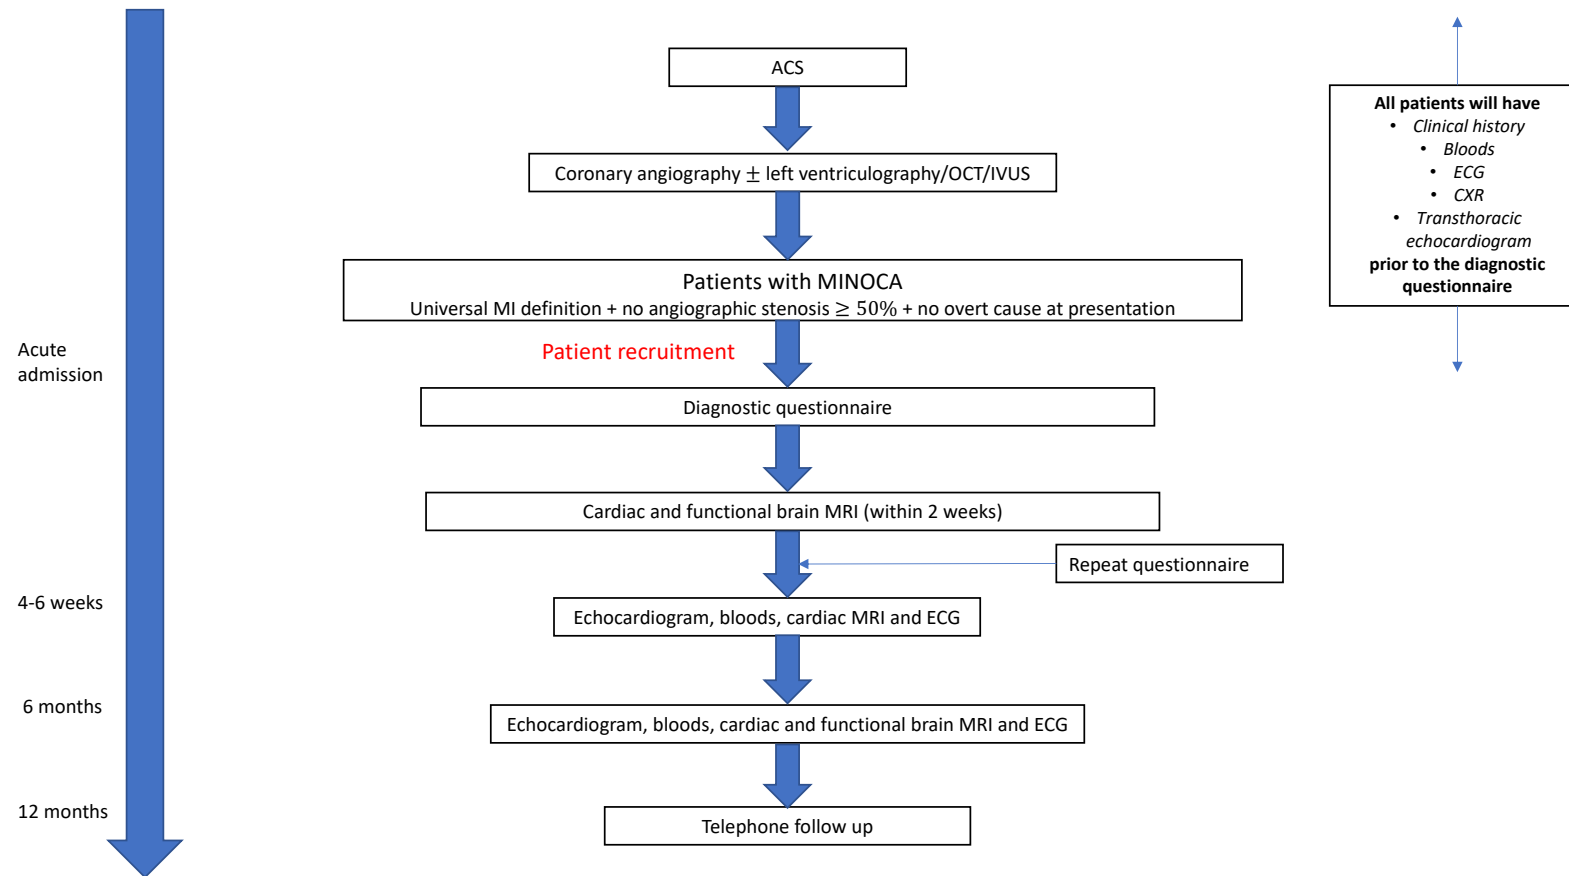 ACS
Coronary angiography ± left ventriculography/OCT/IVUS
Patients with MINOCA
Universal MI definition + no angiographic stenosis ≥ 50% + no overt cause at presentation
Patient recruitment
Diagnostic questionnaire
Cardiac and functional brain MRI (within 2 weeks)
Repeat questionnaire
Echocardiogram, bloods, cardiac MRI and ECG
Echocardiogram, bloods, cardiac and functional brain MRI and ECG
Telephone follow up
Acute
admission
4-6 weeks
6 months
12 months
All patients will have
• Clinical history
• Bloods
• ECG
• CXR
• Transthoracic
echocardiogram
prior to the diagnostic
questionnaire